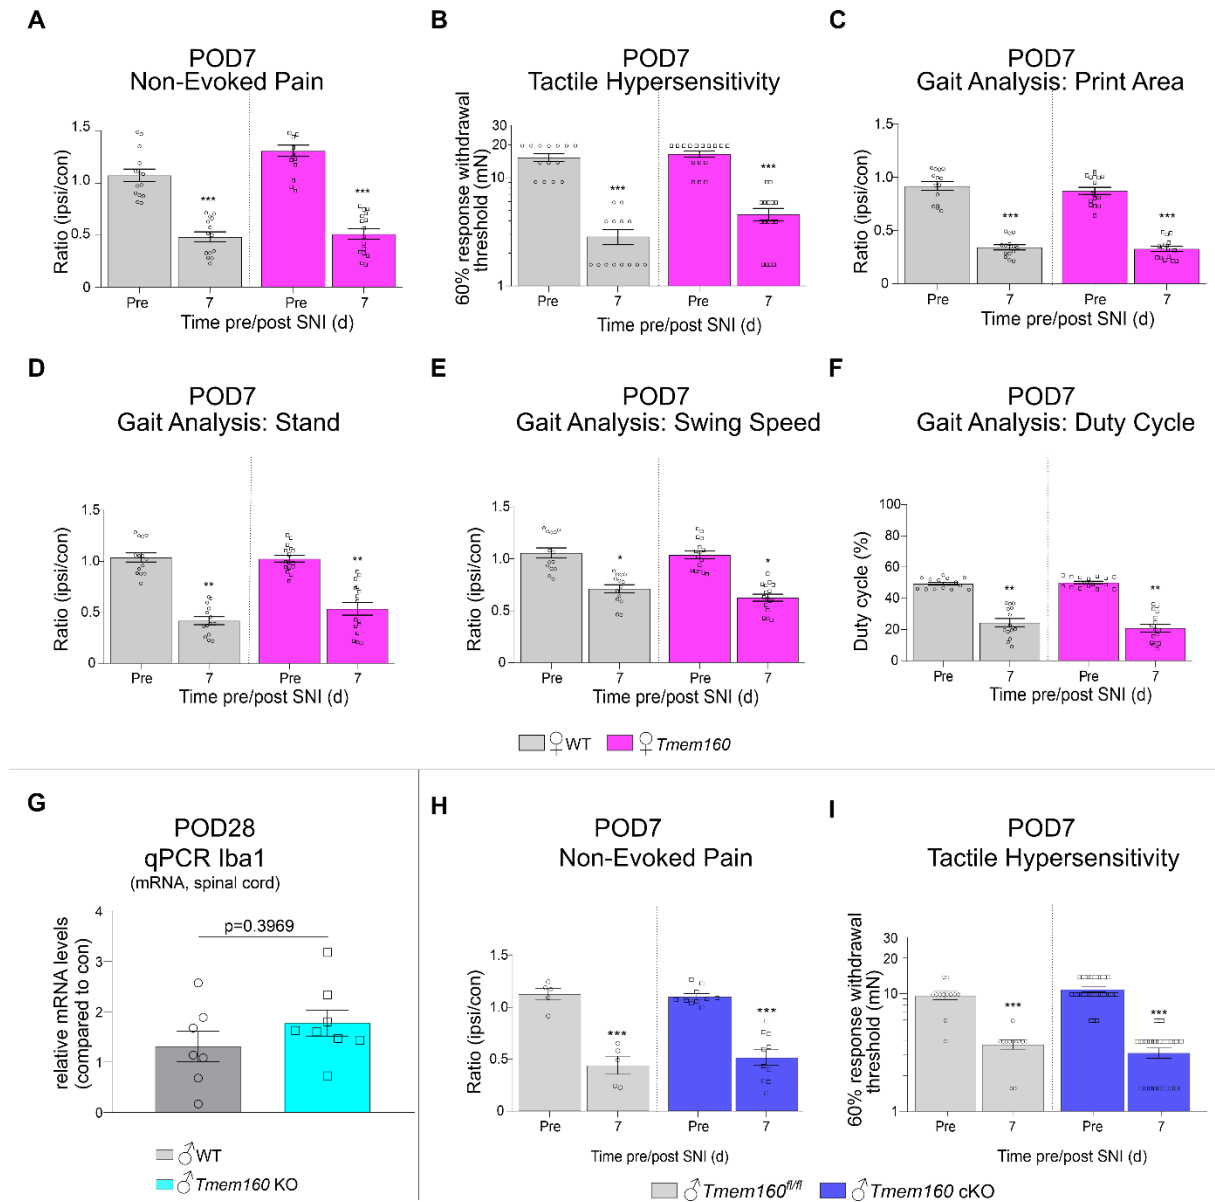 A
POD7
Non-Evoked Pain
Ratio (ipsi/con)
1.5
1.0
0.5
0
***
***
Pre
7
Pre
7
Time pre/post SNI (d)
B
POD7
Tactile Hypersensitivity
60% response withdrawal
threshold (mN)
30
20
10
1
***
***
Pre
7
Pre
7
Time pre/post SNI (d)
C
POD7
Gait Analysis: Print Area
Ratio (ipsi/con)
1.5
1.0
0.5
0
***
***
Pre
7
Pre
7
Time pre/post SNI (d)
D
POD7
Gait Analysis: Stand
Ratio (ipsi/con)
1.5
1.0
0.5
0
**
**
Pre
7
Pre
7
Time pre/post SNI (d)
E
POD7
Gait Analysis: Swing Speed
Ratio (ipsi/con)
1.5
1.0
0.5
0
*
*
Pre
7
Pre
7
Time pre/post SNI (d)
F
POD7
Gait Analysis: Duty Cycle
Duty cycle (%)
100
80
60
40
20
0
**
**
Pre
7
Pre
7
Time pre/post SNI (d)
♀ WT
♀ Tmem160
G
POD28
qPCR Iba1
(mRNA, spinal cord)
relative mRNA levels
(compared to con)
4
3
2
1
0
p=0.3969
♂ WT
♂ Tmem160 KO
H
POD7
Non-Evoked Pain
Ratio (ipsi/con)
1.5
1.0
0.5
0
***
***
Pre
7
Pre
7
Time pre/post SNI (d)
I
POD7
Tactile Hypersensitivity
60% response withdrawal
threshold (mN)
30
20
10
1
***
***
Pre
7
Pre
7
Time pre/post SNI (d)
♂ Tmem160fl/fl
♂ Tmem160 cKO